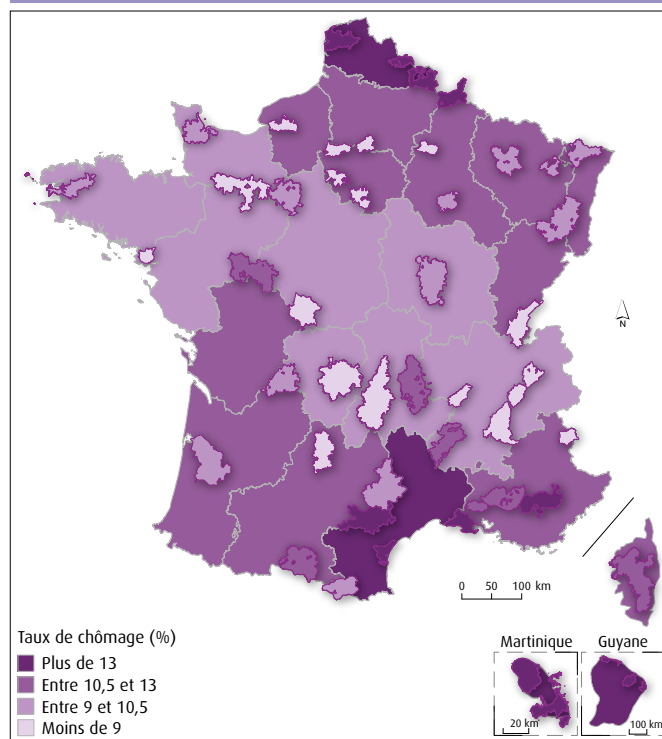 N
0 50 100 km
Taux de chômage (%)
Plus de 13
Entre 10,5 et 13
Entre 9 et 10,5
Moins de 9
Martinique
20 km
Guyane
100 km